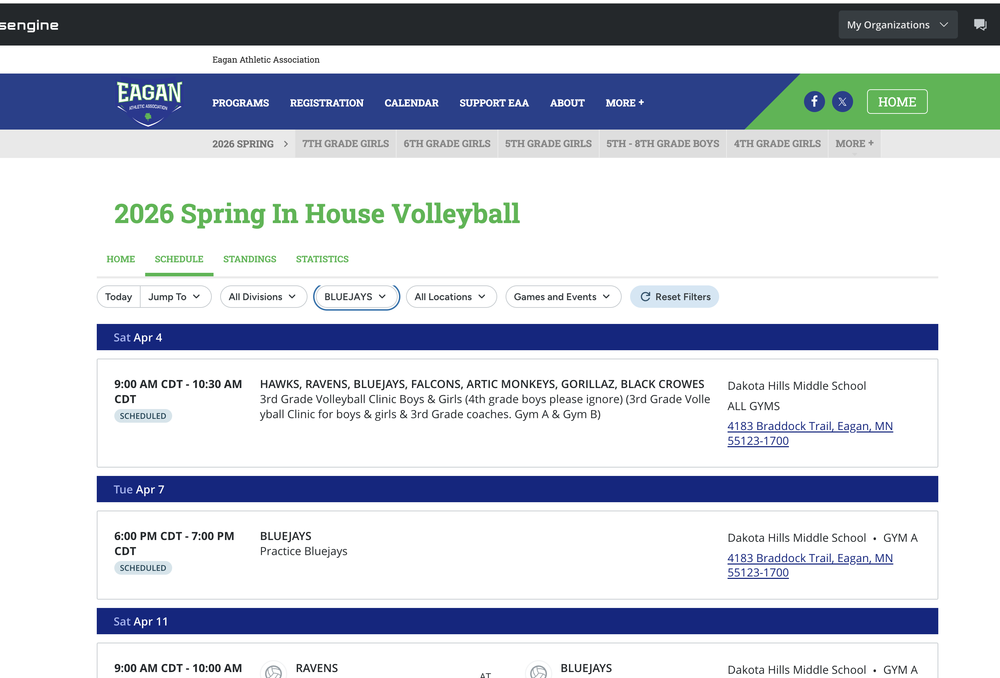 sengine
My Organizations
Eagan Athletic Association
EAGAN
ATHLETIC ASSOCIATION
PROGRAMS REGISTRATION CALENDAR SUPPORT EAA ABOUT MORE +
HOME
2026 SPRING > 7TH GRADE GIRLS 6TH GRADE GIRLS 5TH GRADE GIRLS 5TH - 8TH GRADE BOYS 4TH GRADE GIRLS MORE +
2026 Spring In House Volleyball
HOME SCHEDULE STANDINGS STATISTICS
Today Jump To All Divisions BLUEJAYS All Locations Games and Events Reset Filters
Sat Apr 4
9:00 AM CDT - 10:30 AM
CDT
SCHEDULED
HAWKS, RAVENS, BLUEJAYS, FALCONS, ARTIC MONKEYS, GORILLAZ, BLACK CROWES
3rd Grade Volleyball Clinic Boys & Girls (4th grade boys please ignore) (3rd Grade Volle
yball Clinic for boys & girls & 3rd Grade coaches. Gym A & Gym B)
Dakota Hills Middle School
ALL GYMS
4183 Braddock Trail, Eagan, MN
55123-1700
Tue Apr 7
6:00 PM CDT - 7:00 PM
CDT
SCHEDULED
BLUEJAYS
Practice Bluejays
Dakota Hills Middle School • GYM A
4183 Braddock Trail, Eagan, MN
55123-1700
Sat Apr 11
9:00 AM CDT - 10:00 AM
RAVENS
AT
BLUEJAYS
Dakota Hills Middle School • GYM A